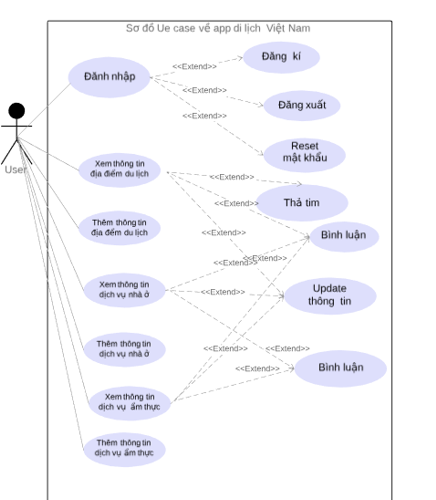 Sơ đồ Ue case về app di lịch Việt Nam
Đăng kí
<<Extend>>
Đánh nhập
<<Extend>>
Đăng xuất
<<Extend>>
Reset
mật khẩu
User
Xem thông tin
địa điểm du lịch
<<Extend>>
<<Extend>>
Thả tim
Thêm thông tin
địa điểm du lịch
<<Extend>>
Bình luận
<<Extend>>
<<Extend>>
Xem thông tin
dịch vụ nhà ở
<<Extend>>
Update
thông tin
Thêm thông tin
dịch vụ nhà ở
<<Extend>>
<<Extend>>
<<Extend>>
Bình luận
Xem thông tin
dịch vụ ẩm thực
Thêm thông tin
dịch vụ ẩm thực